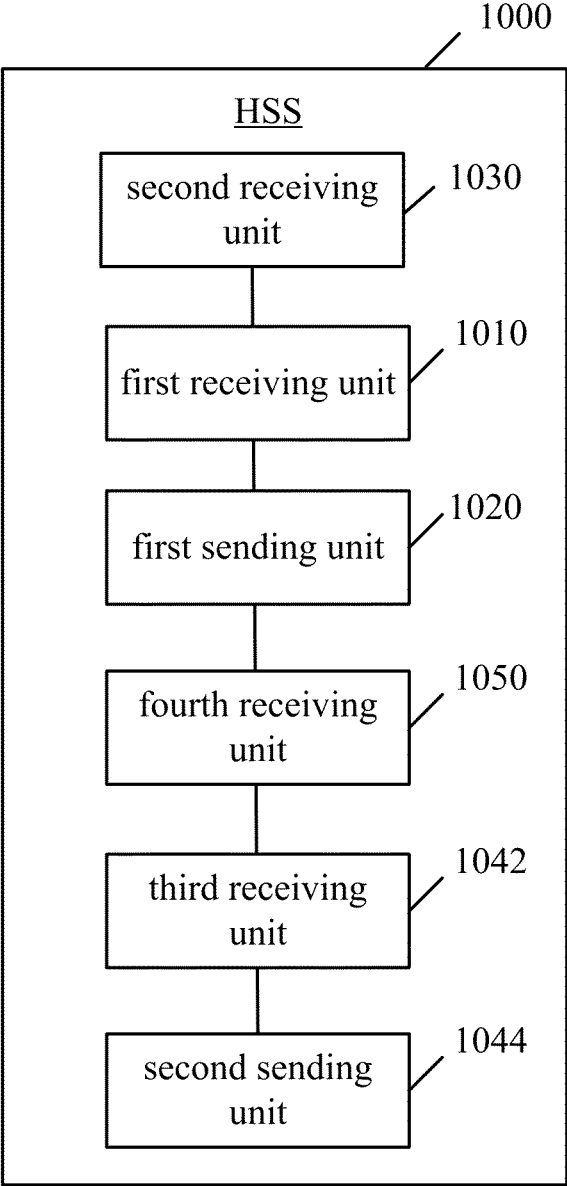 1000
HSS
second receiving
unit
1030
1010
first receiving unit
1020
first sending unit
1050
fourth receiving
unit
1042
third receiving
unit
1044
second sending
unit